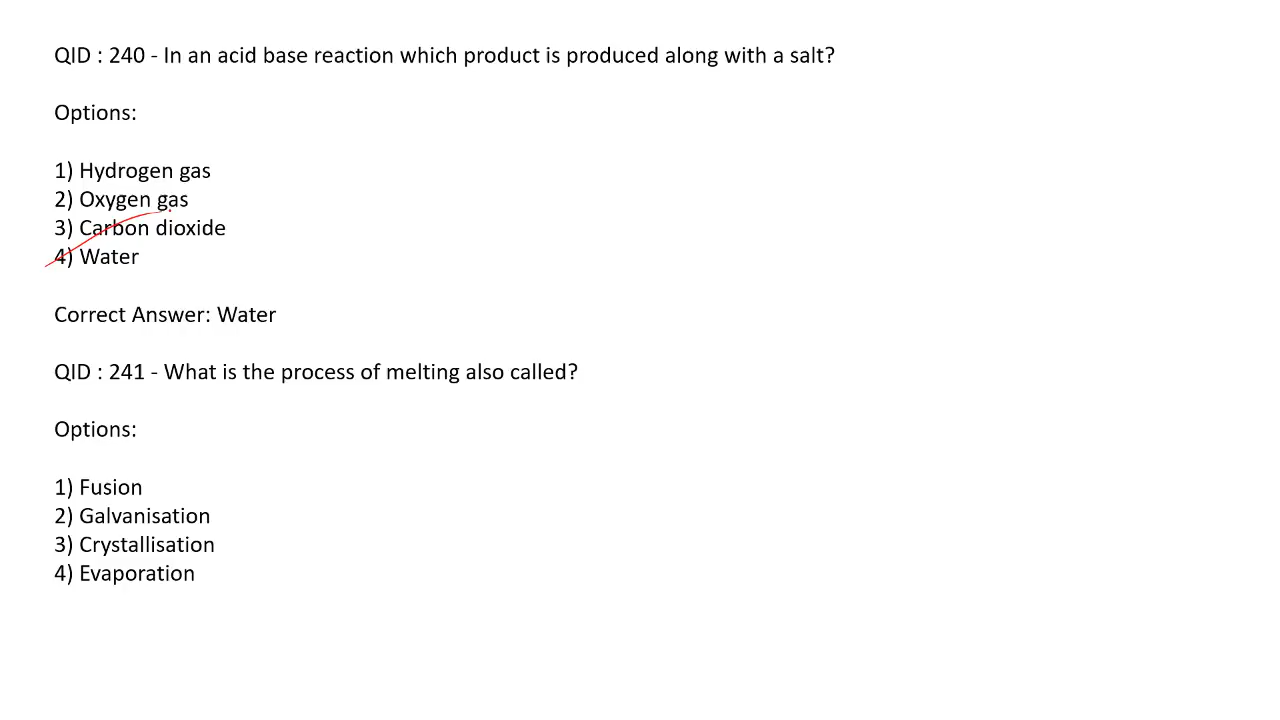 QID : 240 - In an acid base reaction which product is produced along with a salt?
Options:
1) Hydrogen gas
2) Oxygen gas
3) Carbon dioxide
4) Water
Correct Answer: Water
QID : 241 - What is the process of melting also called?
Options:
1) Fusion
2) Galvanisation
3) Crystallisation
4) Evaporation